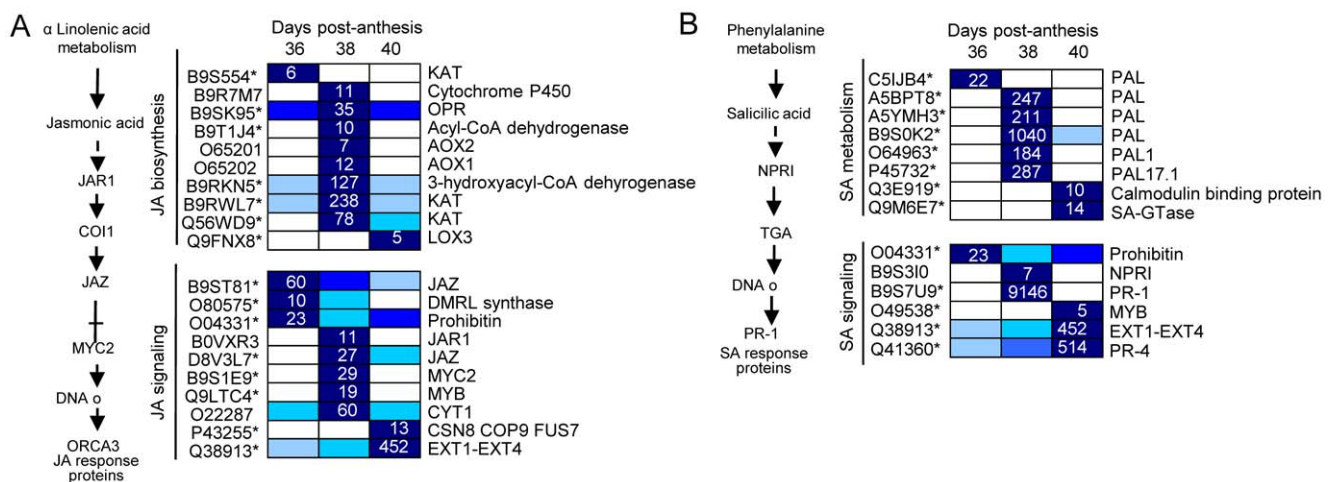 A
α Linolenic acid
metabolism
Jasmonic acid
JAR1
COI1
JAZ
MYC2
DNA o
ORCA3
JA response
proteins
Days post-anthesis
36 38 40
JA biosynthesis
B9S554* 6 KAT
B9R7M7 11 Cytochrome P450
B9SK95* 35 OPR
B9T1J4* 10 Acyl-CoA dehydrogenase
O65201 7 AOX2
O65202 12 AOX1
B9RKN5* 127 3-hydroxyacyl-CoA dehyrogenase
B9RWL7* 238 KAT
Q56WD9* 78 KAT
Q9FNX8* 5 LOX3
JA signaling
B9ST81* 60 JAZ
O80575* 10 DMRL synthase
O04331* 23 Prohibitin
B0VXR3 11 JAR1
D8V3L7* 27 JAZ
B9S1E9* 29 MYC2
Q9LTC4* 19 MYB
O22287 60 CYT1
P43255* 13 CSN8 COP9 FUS7
Q38913* 452 EXT1-EXT4
B
Phenylalanine
metabolism
Salicilic acid
NPRI
TGA
DNA o
PR-1
SA response
proteins
Days post-anthesis
36 38 40
SA metabolism
C5IJB4* 22 PAL
A5BPT8* 247 PAL
A5YMH3* 211 PAL
B9S0K2* 1040 PAL
O64963* 184 PAL1
P45732* 287 PAL17.1
Q3E919* 10 Calmodulin binding protein
Q9M6E7* 14 SA-GTase
SA signaling
O04331* 23 Prohibitin
B9S3I0 7 NPRI
B9S7U9* 9146 PR-1
O49538* 5 MYB
Q38913* 452 EXT1-EXT4
Q41360* 514 PR-4